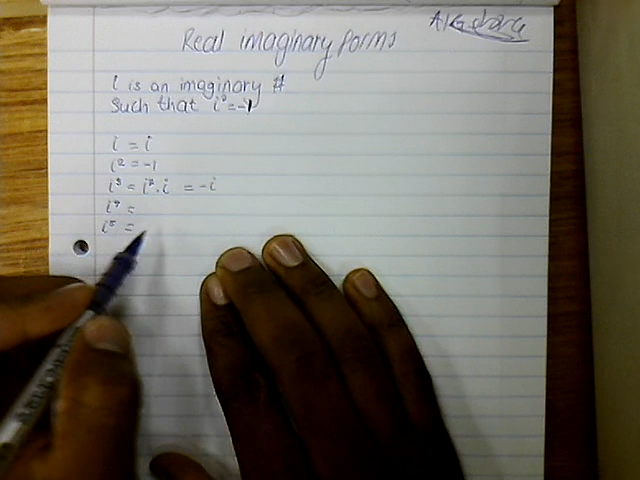 Algebra
Real imaginary forms
i is an imaginary #
Such that i² = -1
i = i
i² = -1
i³ = i².i = -i
i⁴ =
i⁵ =